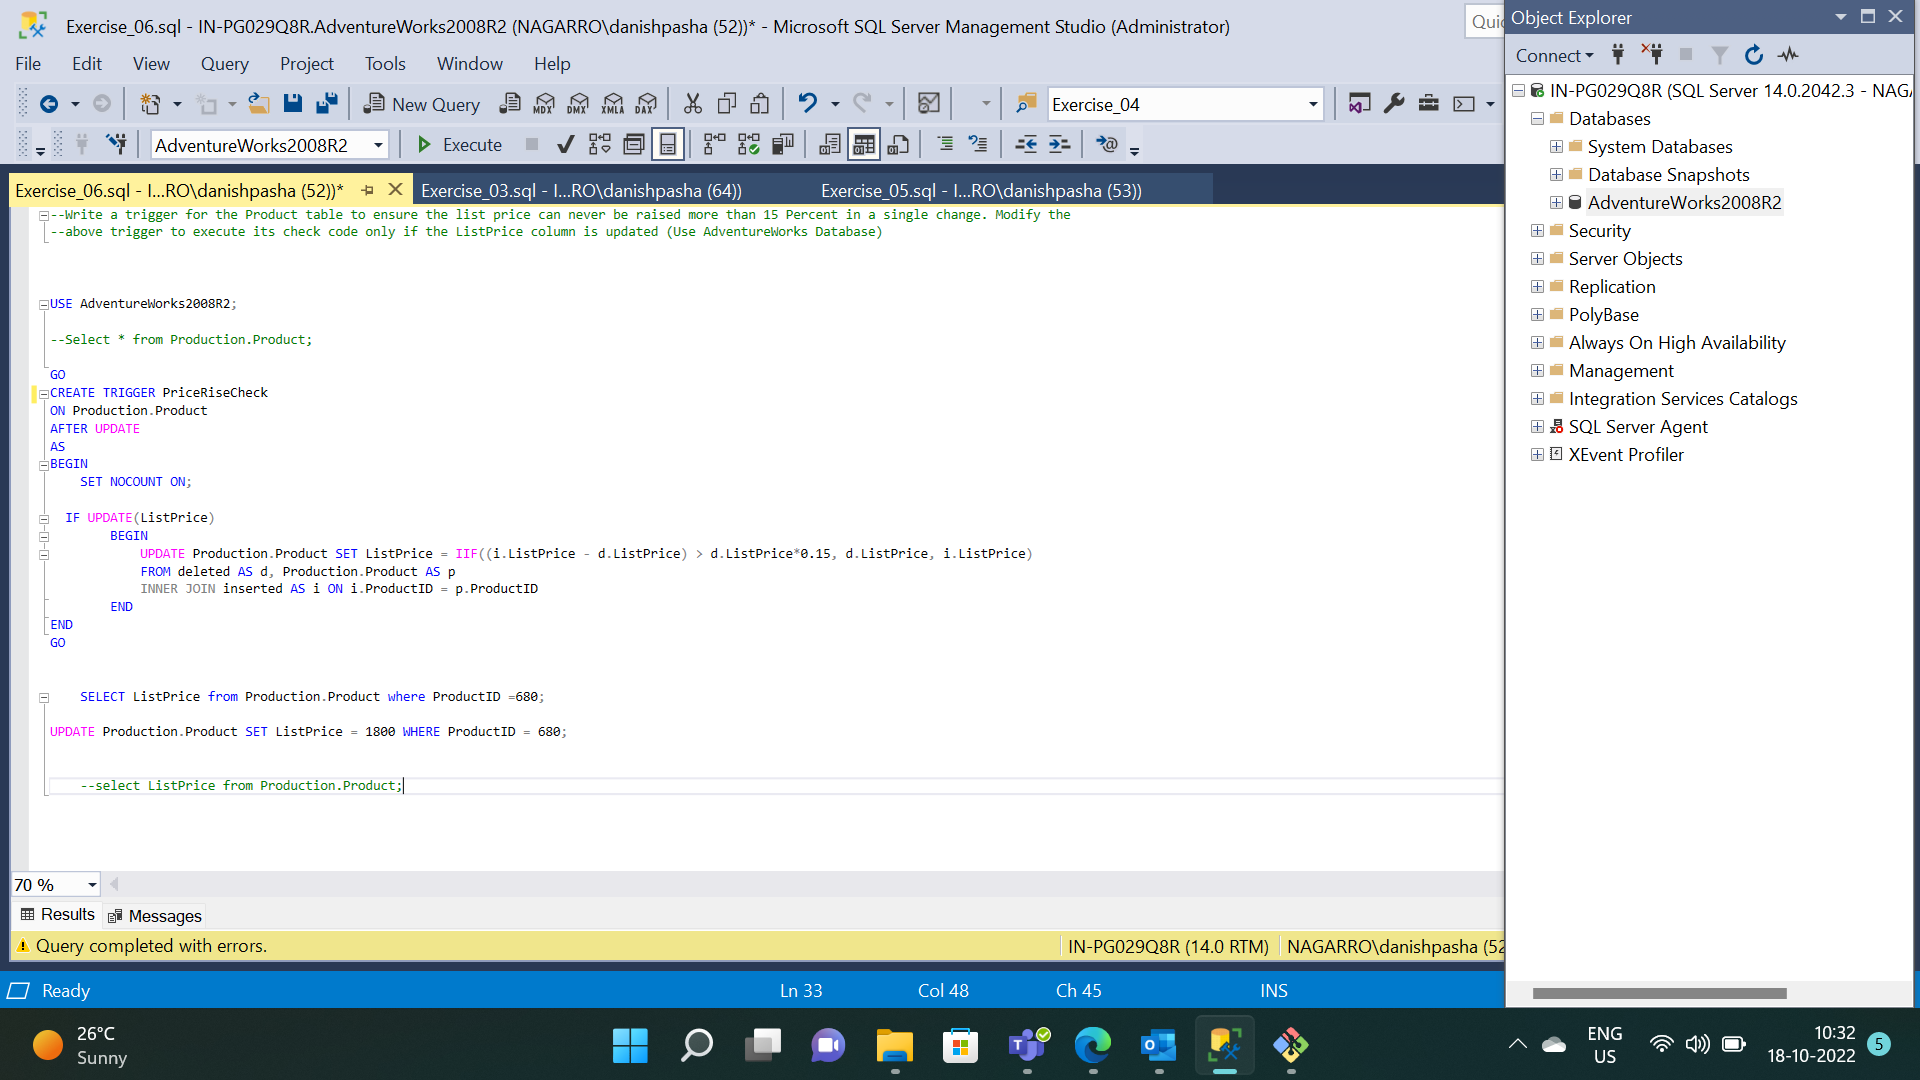 Exercise_06.sql - IN-PG029Q8R.AdventureWorks2008R2 (NAGARRO\danishpasha (52))* - Microsoft SQL Server Management Studio (Administrator)
File Edit View Query Project Tools Window Help
New Query MDX DMX XMLA DAX Exercise_04
AdventureWorks2008R2 Execute
Exercise_06.sql - I...RO\danishpasha (52))* Exercise_03.sql - I...RO\danishpasha (64)) Exercise_05.sql - I...RO\danishpasha (53))
--Write a trigger for the Product table to ensure the list price can never be raised more than 15 Percent in a single change. Modify the
--above trigger to execute its check code only if the ListPrice column is updated (Use AdventureWorks Database)
USE AdventureWorks2008R2;
--Select * from Production.Product;
GO
CREATE TRIGGER PriceRiseCheck
ON Production.Product
AFTER UPDATE
AS
BEGIN
SET NOCOUNT ON;
IF UPDATE(ListPrice)
BEGIN
UPDATE Production.Product SET ListPrice = IIF((i.ListPrice - d.ListPrice) > d.ListPrice*0.15, d.ListPrice, i.ListPrice)
FROM deleted AS d, Production.Product AS p
INNER JOIN inserted AS i ON i.ProductID = p.ProductID
END
END
GO
SELECT ListPrice from Production.Product where ProductID =680;
UPDATE Production.Product SET ListPrice = 1800 WHERE ProductID = 680;
--select ListPrice from Production.Product;
70 %
Results Messages
Query completed with errors. IN-PG029Q8R (14.0 RTM) NAGARRO\danishpasha (52
Ready Ln 33 Col 48 Ch 45 INS
Object Explorer
Connect
IN-PG029Q8R (SQL Server 14.0.2042.3 - NAGA
Databases
System Databases
Database Snapshots
AdventureWorks2008R2
Security
Server Objects
Replication
PolyBase
Always On High Availability
Management
Integration Services Catalogs
SQL Server Agent
XEvent Profiler
26°C
Sunny
ENG
US
10:32
18-10-2022
5